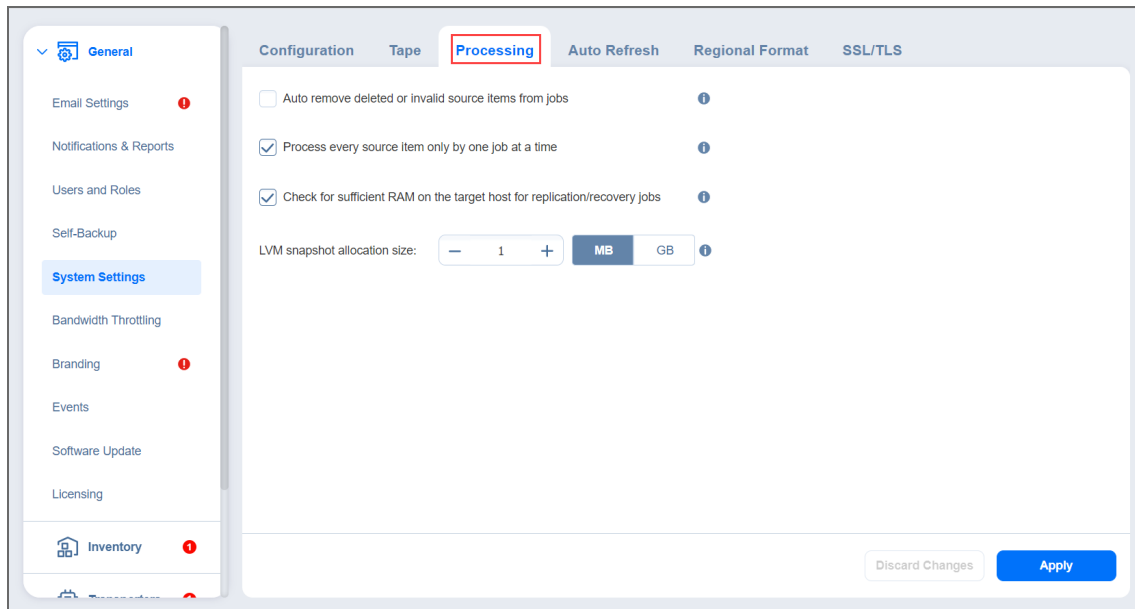 General
Configuration Tape Processing Auto Refresh Regional Format SSL/TLS
Email Settings
Notifications & Reports
Users and Roles
Self-Backup
System Settings
Bandwidth Throttling
Branding
Events
Software Update
Licensing
Inventory 1
Auto remove deleted or invalid source items from jobs
Process every source item only by one job at a time
Check for sufficient RAM on the target host for replication/recovery jobs
LVM snapshot allocation size: − 1 + MB GB
Discard Changes Apply